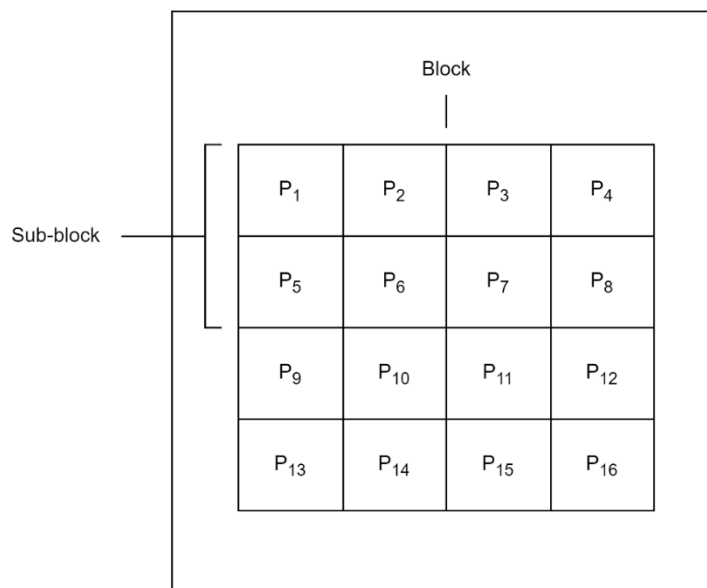 Block
P₁ P₂ P₃ P₄
Sub-block
P₅ P₆ P₇ P₈
P₉ P₁₀ P₁₁ P₁₂
P₁₃ P₁₄ P₁₅ P₁₆